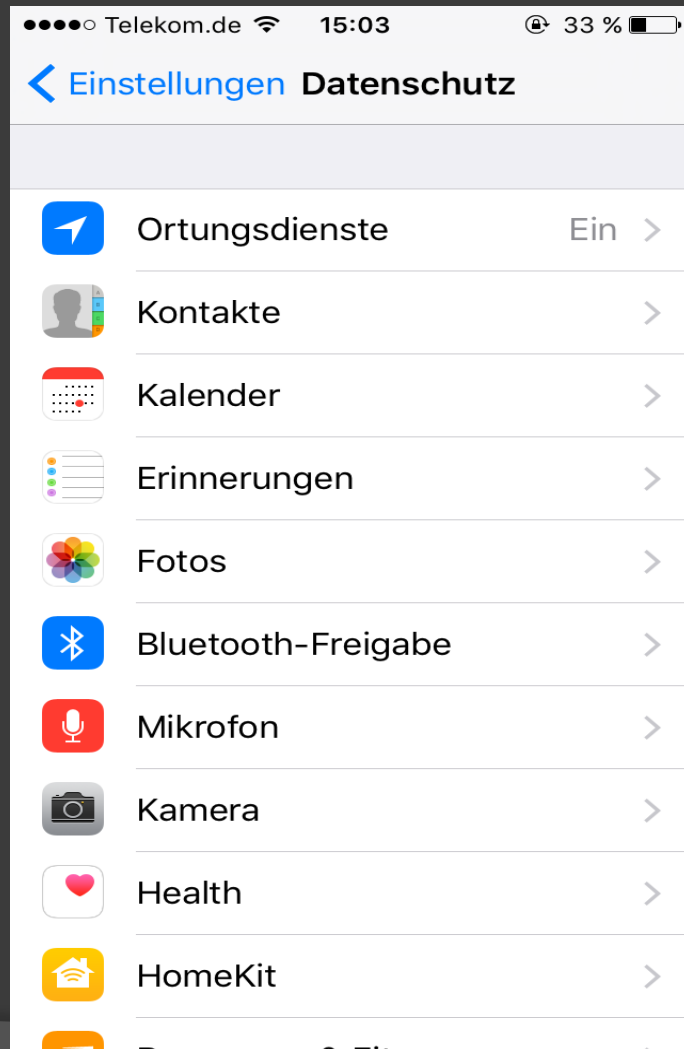 Telekom.de 15:03 33 %
Einstellungen Datenschutz
Ortungsdienste Ein
Kontakte
Kalender
Erinnerungen
Fotos
Bluetooth-Freigabe
Mikrofon
Kamera
Health
HomeKit